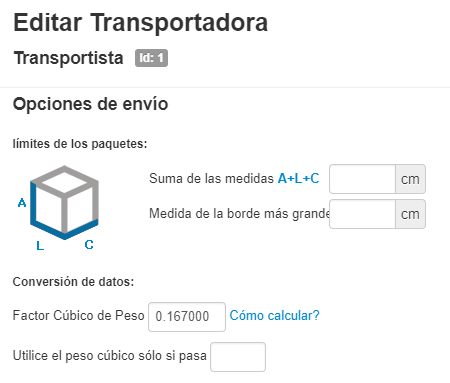 Editar Transportadora
Transportista Id: 1
Opciones de envío
límites de los paquetes:
Suma de las medidas A+L+C cm
A
Medida de la borde más grande cm
L C
Conversión de datos:
Factor Cúbico de Peso 0.167000 Cómo calcular?
Utilice el peso cúbico sólo si pasa